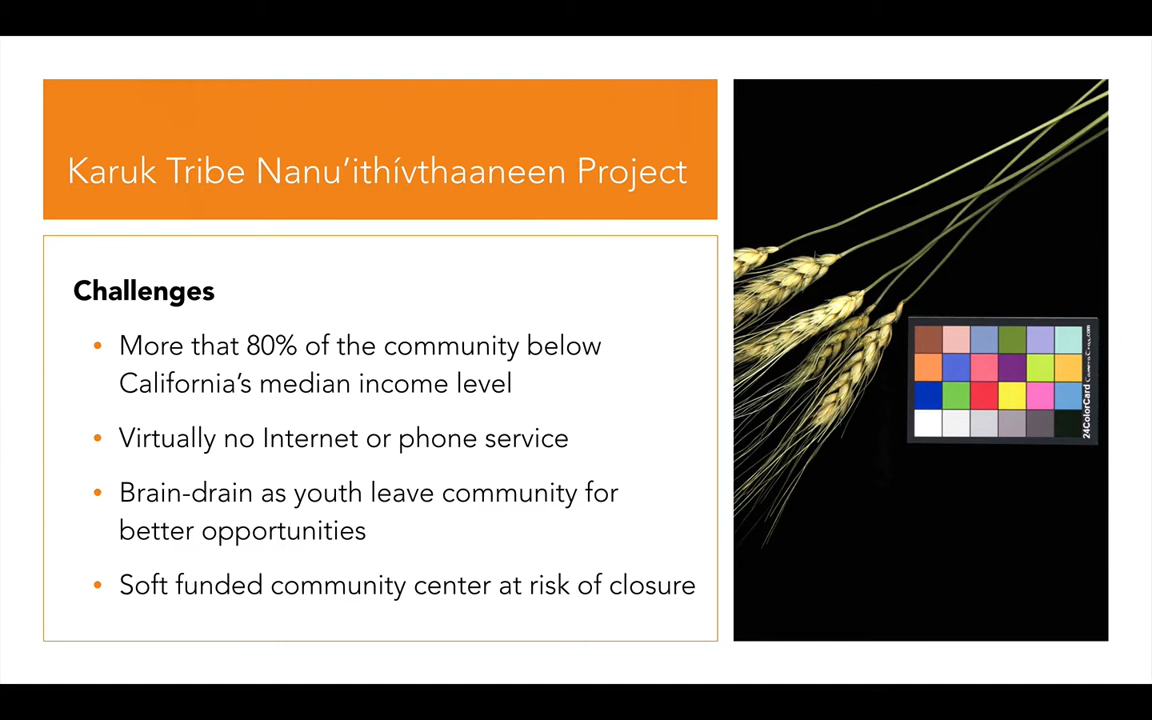 Karuk Tribe Nanu’ithívthaaneen Project
Challenges
• More that 80% of the community below
California’s median income level
• Virtually no Internet or phone service
• Brain-drain as youth leave community for
better opportunities
• Soft funded community center at risk of closure
24ColorCard